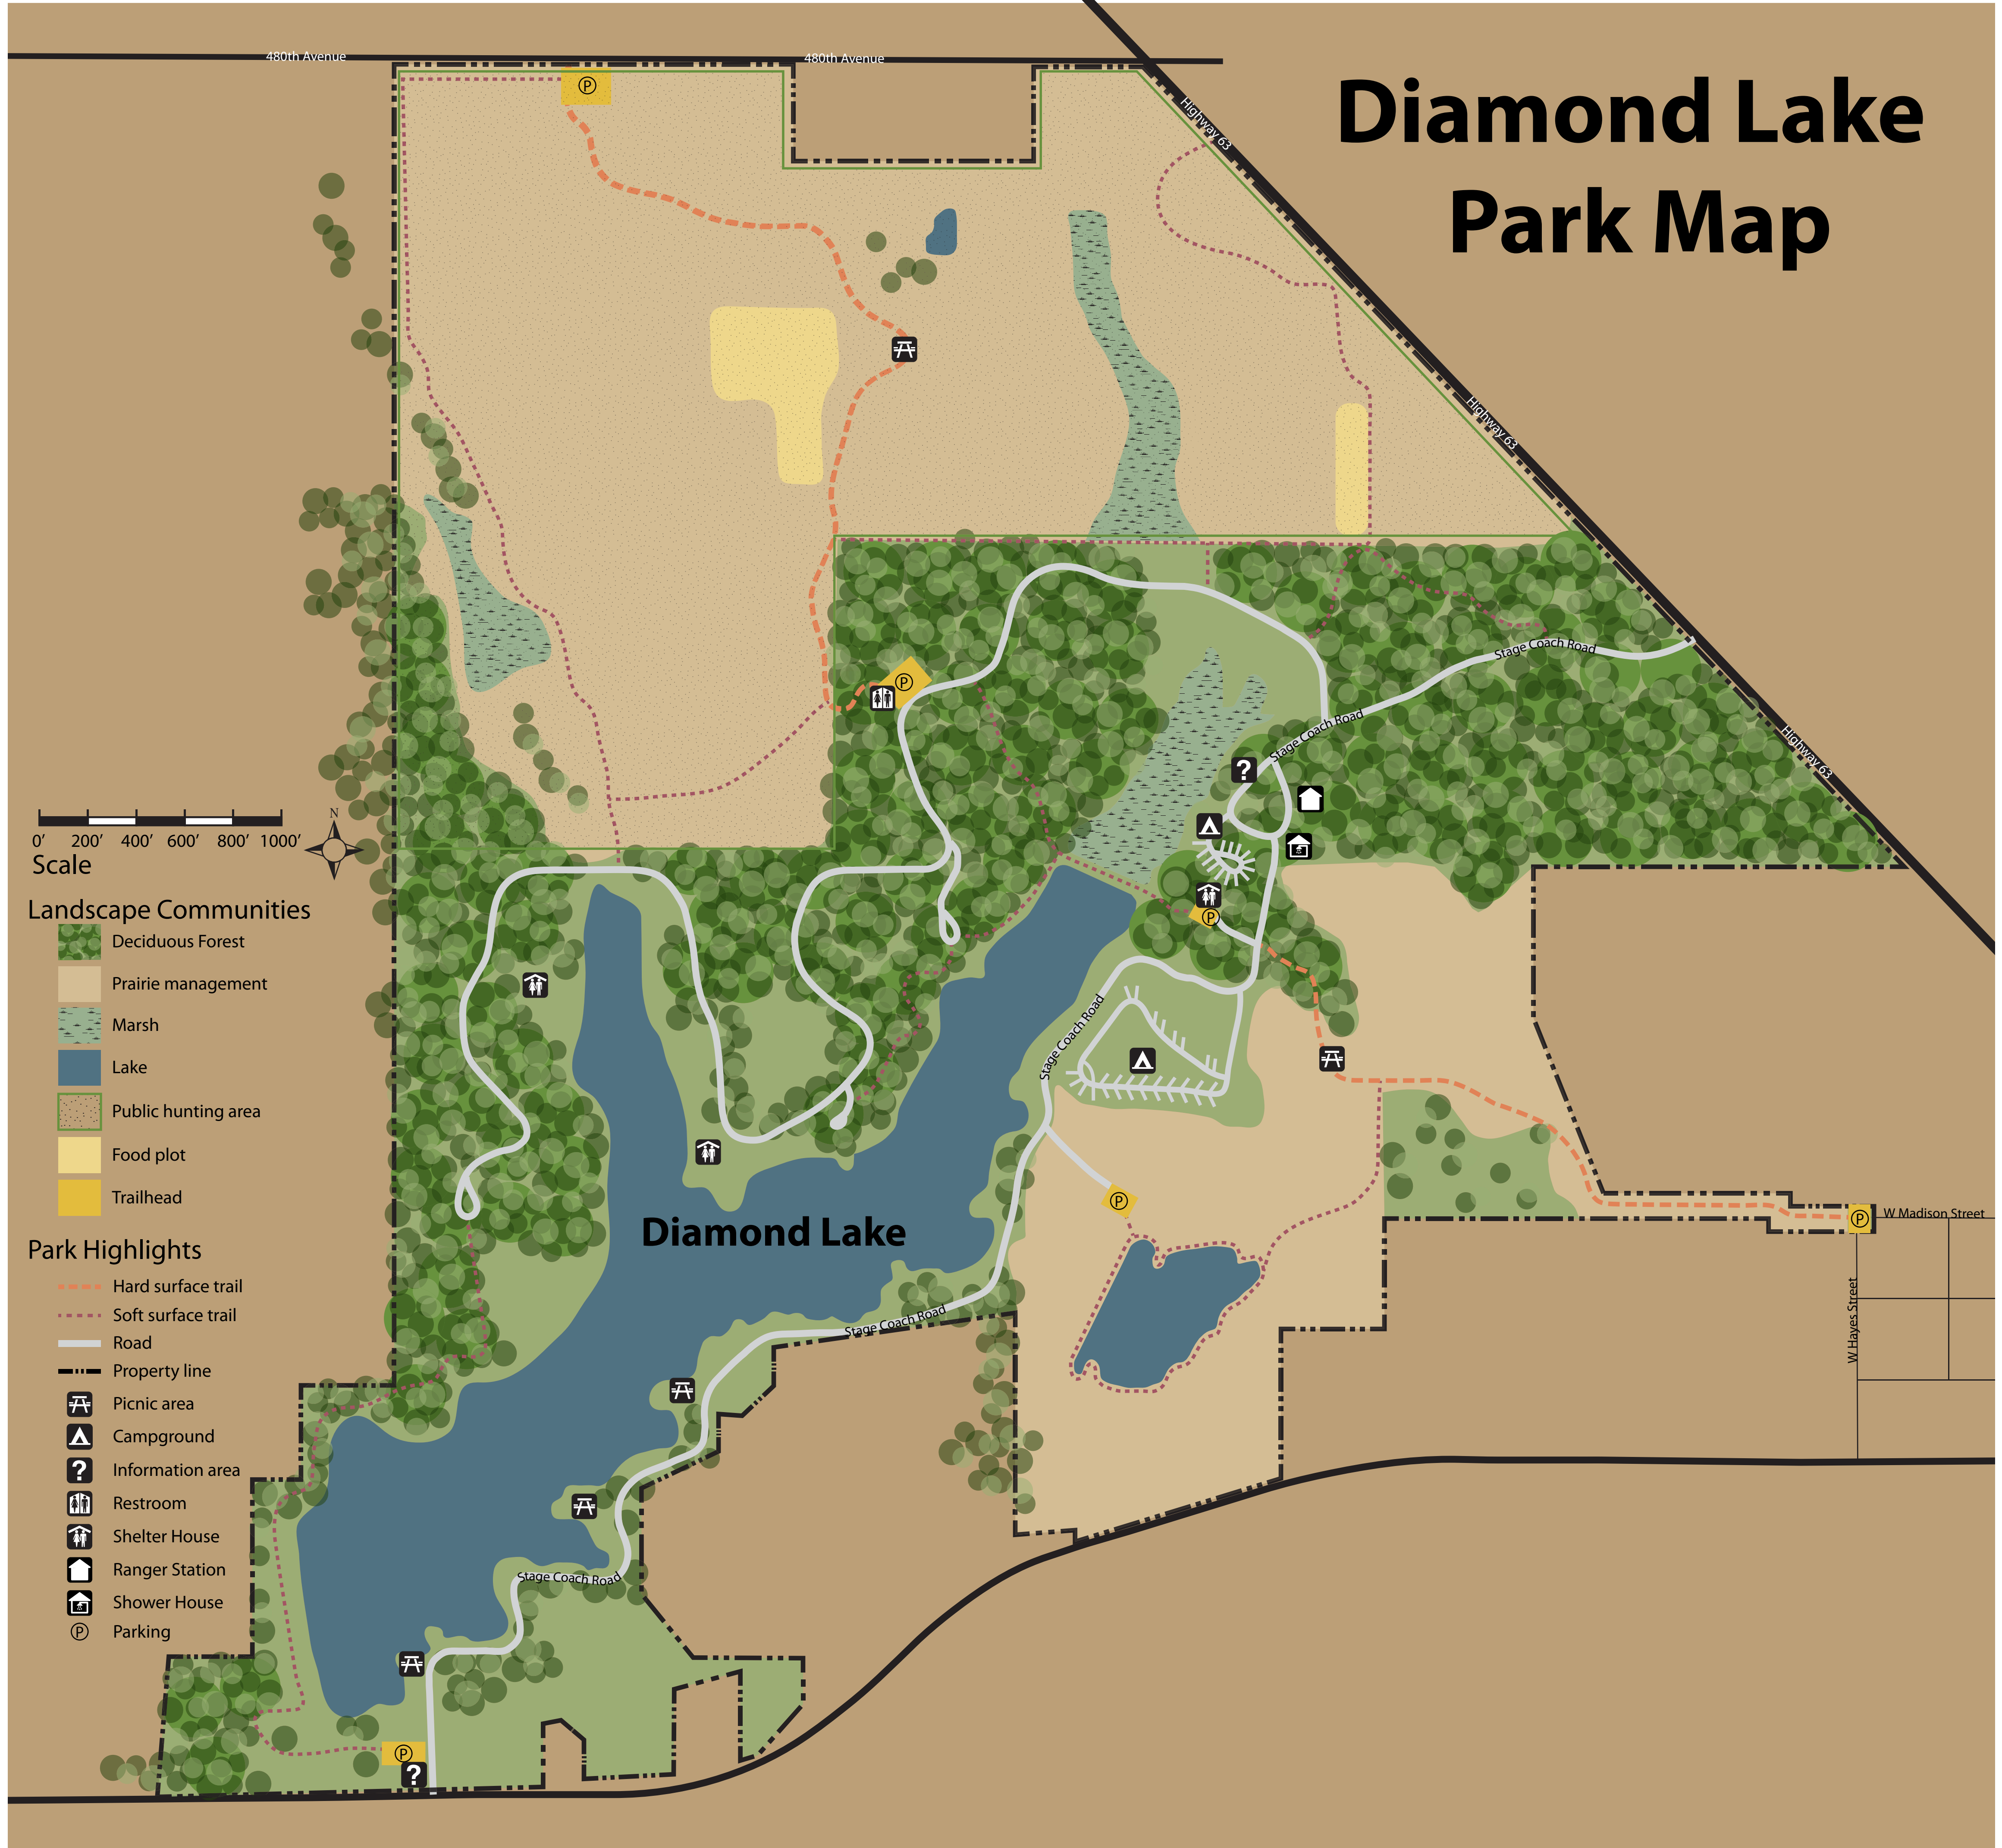 480th Avenue
480th Avenue
Diamond Lake
Park Map
Highway 63
P
Highway 63
Stage Coach Road
P
Stage Coach Road
Highway 63
?
0’ 200’ 400’ 600’ 800’ 1000’
Scale
N
P
Landscape Communities
Deciduous Forest
Prairie management
Marsh
Lake
Public hunting area
Food plot
Trailhead
Stage Coach Road
P
Diamond Lake
P
W Madison Street
W Hayes Street
Stage Coach Road
Park Highlights
Hard surface trail
Soft surface trail
Road
Property line
Picnic area
Campground
? Information area
Restroom
Shelter House
Ranger Station
Shower House
P Parking
Stage Coach Road
P
?